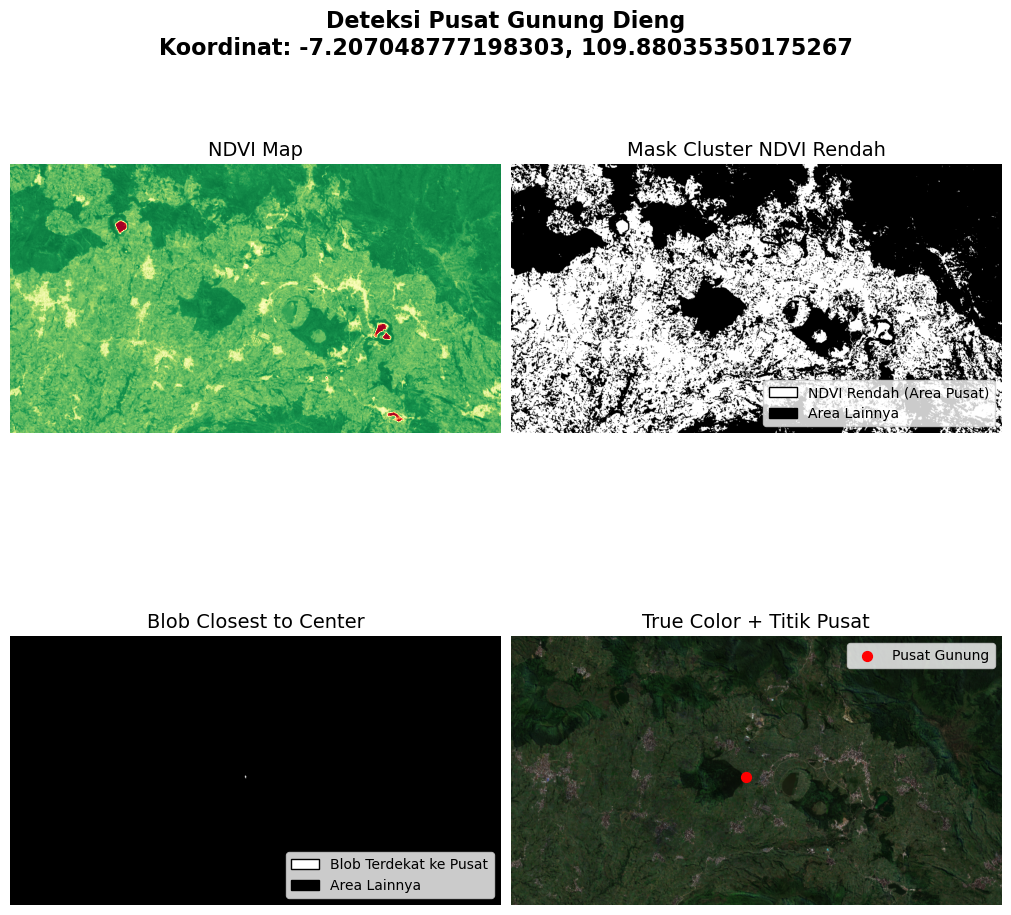 Deteksi Pusat Gunung Dieng
Koordinat: -7.207048777198303, 109.88035350175267
NDVI Map
Mask Cluster NDVI Rendah
NDVI Rendah (Area Pusat)
Area Lainnya
Blob Closest to Center
True Color + Titik Pusat
Pusat Gunung
Blob Terdekat ke Pusat
Area Lainnya